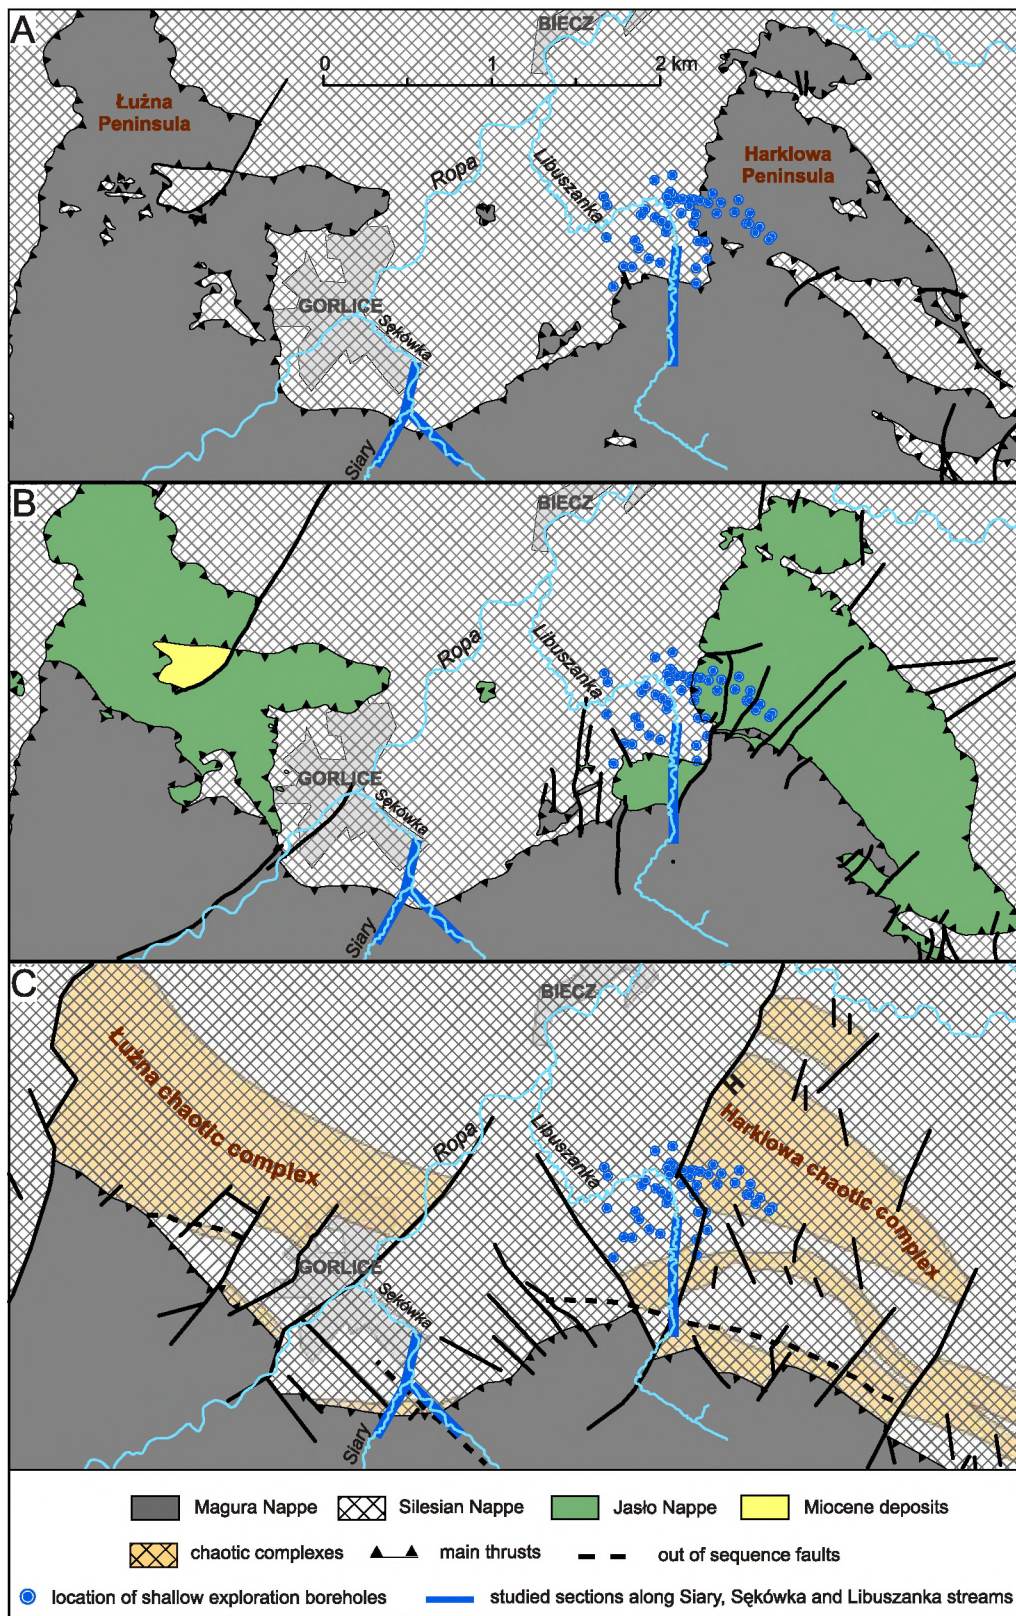 A
BIECZ
0 1 2 km
Łużna
Peninsula
Ropa
Libuszanka
Harklowa
Peninsula
GORLICE
Sękówka
Siary
B
BIECZ
Ropa
Libuszanka
GORLICE
Sękówka
Siary
C
BIECZ
Łużna chaotic complex
Ropa
Libuszanka
H
Harklowa chaotic complex
GORLICE
Sękówka
Siary
Magura Nappe
Silesian Nappe
Jasło Nappe
Miocene deposits
chaotic complexes
main thrusts
out of sequence faults
location of shallow exploration boreholes
studied sections along Siary, Sękówka and Libuszanka streams